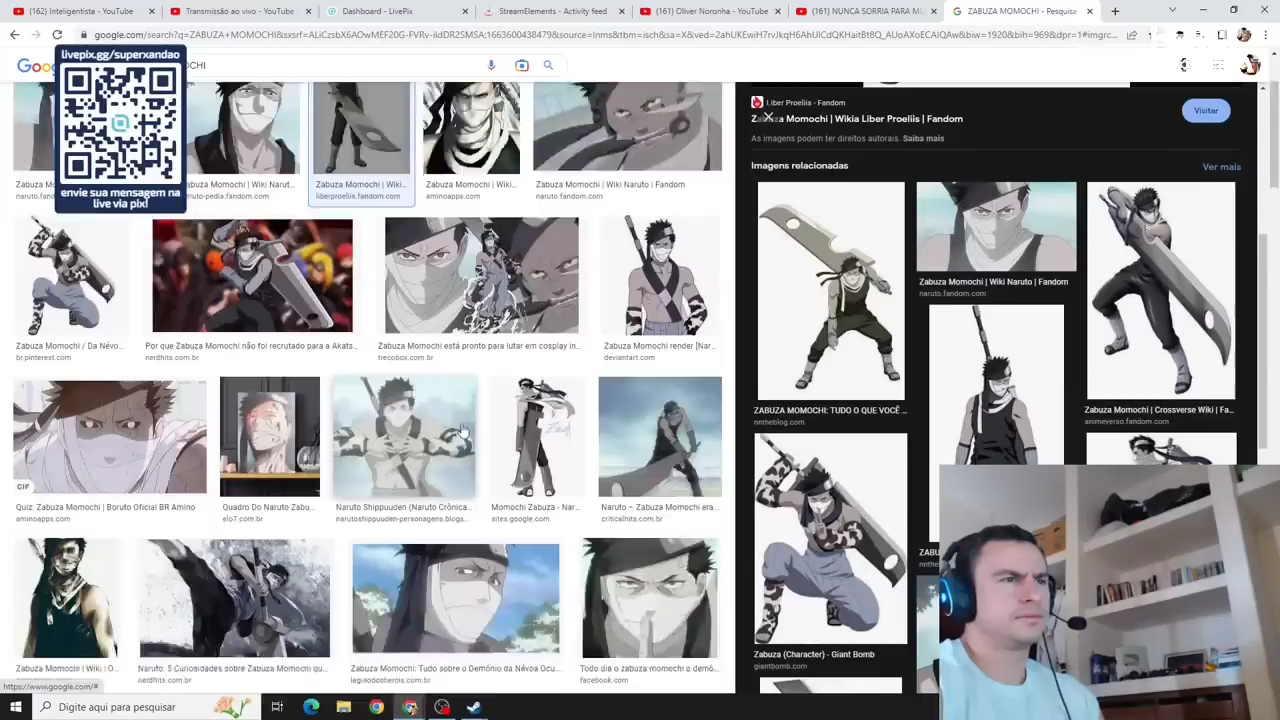 (162) Inteligentista - YouTube
Transmissão ao vivo - YouTube
Dashboard - LivePix
StreamElements - Activity feed
(161) Oliver Noronha - YouTube
(161) NUNCA SORRIA PARA MI
ZABUZA MOMOCHI - Pesquisa
livepix.gg/superxandao
envie sua mensagem na
live via pix!
Zabuza Momochi | Wiki...
liberproeliis.fandom.com
Zabuza Momochi | Wiki...
aminoapps.com
Zabuza Momochi | Wiki Naruto | Fandom
naruto.fandom.com
Zabuza Momochi / Da Névo...
br.pinterest.com
Por que Zabuza Momochi não foi recrutado para a Akats...
nerdhits.com.br
Zabuza Momochi está pronto para lutar em cosplay in...
trecobox.com.br
Zabuza Momochi render [Nar...
deviantart.com
GIF
Quiz: Zabuza Momochi | Boruto Oficial BR Amino
aminoapps.com
Quadro Do Naruto Zabu...
elo7.com.br
Naruto Shippuuden (Naruto Crônica...
narutoshippuuden-personagens.blogs...
Momochi Zabuza - Nar...
sites.google.com
Naruto – Zabuza Momochi era...
criticalhits.com.br
Zabuza Momochi | Wiki | O...
fandom.com
Naruto: 5 Curiosidades sobre Zabuza Momochi qu...
nerdhits.com.br
Zabuza Momochi: Tudo sobre o Demônio da Névoa Ocu...
legiaodosherois.com.br
Todo dia o zabuza momochi o demô...
facebook.com
https://www.google.com/#
Liber Proeliis - Fandom
Zabuza Momochi | Wikia Liber Proeliis | Fandom
Visitar
As imagens podem ter direitos autorais. Saiba mais
Imagens relacionadas
Ver mais
ZABUZA MOMOCHI: TUDO O QUE VOCÊ ...
nntheblog.com
Zabuza Momochi | Wiki Naruto | Fandom
naruto.fandom.com
Zabuza Momochi | Crossverse Wiki | Fa...
animeverso.fandom.com
Zabuza (Character) - Giant Bomb
giantbomb.com
Digite aqui para pesquisar